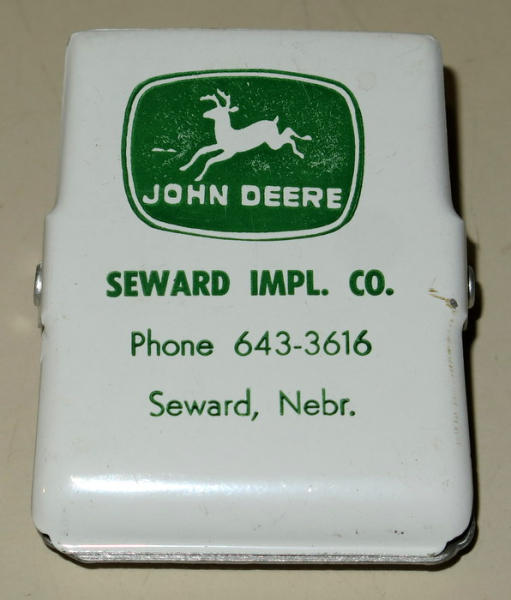 JOHN DEERE
SEWARD IMPL. CO.
Phone 643-3616
Seward, Nebr.